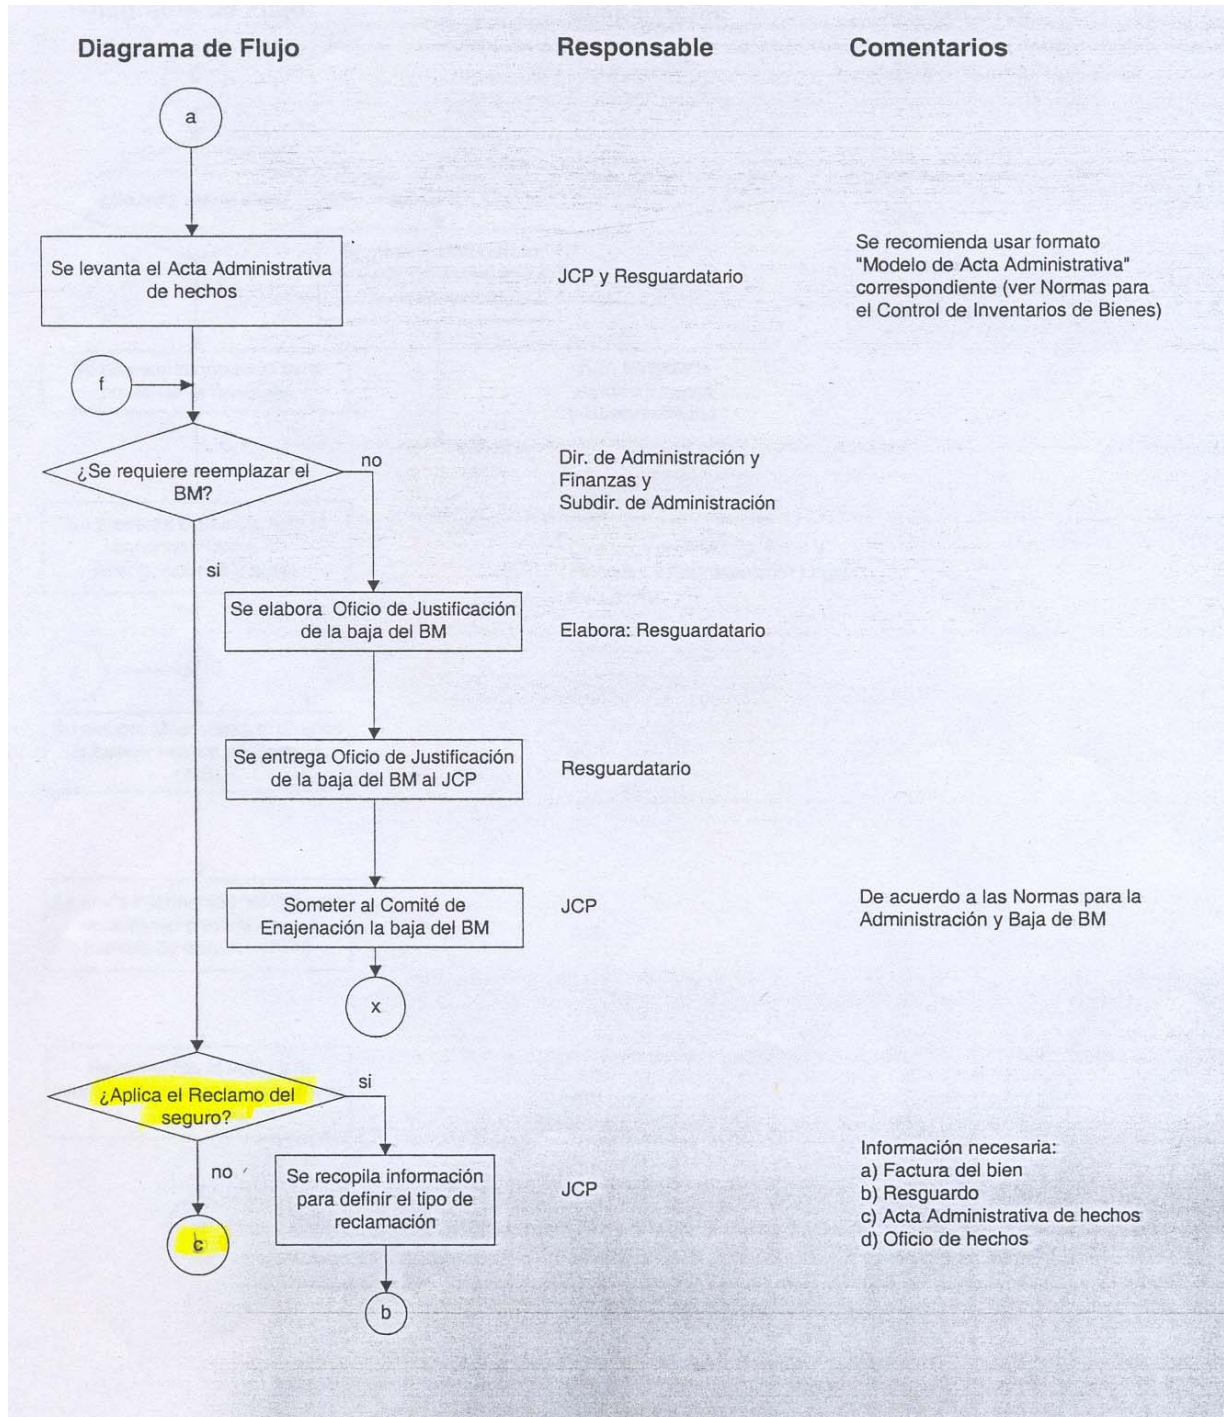 Diagrama de Flujo
Responsable
Comentarios
a
Se levanta el Acta Administrativa
de hechos
JCP y Resguardatario
Se recomienda usar formato
"Modelo de Acta Administrativa"
correspondiente (ver Normas para
el Control de Inventarios de Bienes)
f
¿Se requiere reemplazar el
BM?
no
Dir. de Administración y
Finanzas y
Subdir. de Administración
si
Se elabora Oficio de Justificación
de la baja del BM
Elabora: Resguardatario
Se entrega Oficio de Justificación
de la baja del BM al JCP
Resguardatario
Someter al Comité de
Enajenación la baja del BM
JCP
De acuerdo a las Normas para la
Administración y Baja de BM
x
¿Aplica el Reclamo del
seguro?
si
no
Se recopila información
para definir el tipo de
reclamación
JCP
Información necesaria:
a) Factura del bien
b) Resguardo
c) Acta Administrativa de hechos
d) Oficio de hechos
c
b